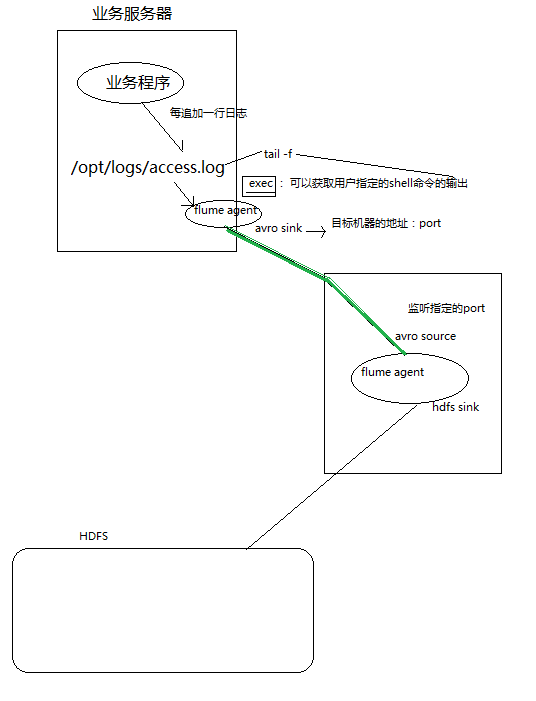 业务服务器
业务程序
每追加一行日志
/opt/logs/access.log
tail -f
exec ： 可以获取用户指定的shell命令的输出
flume agent
avro sink
目标机器的地址：port
监听指定的port
avro source
flume agent
hdfs sink
HDFS